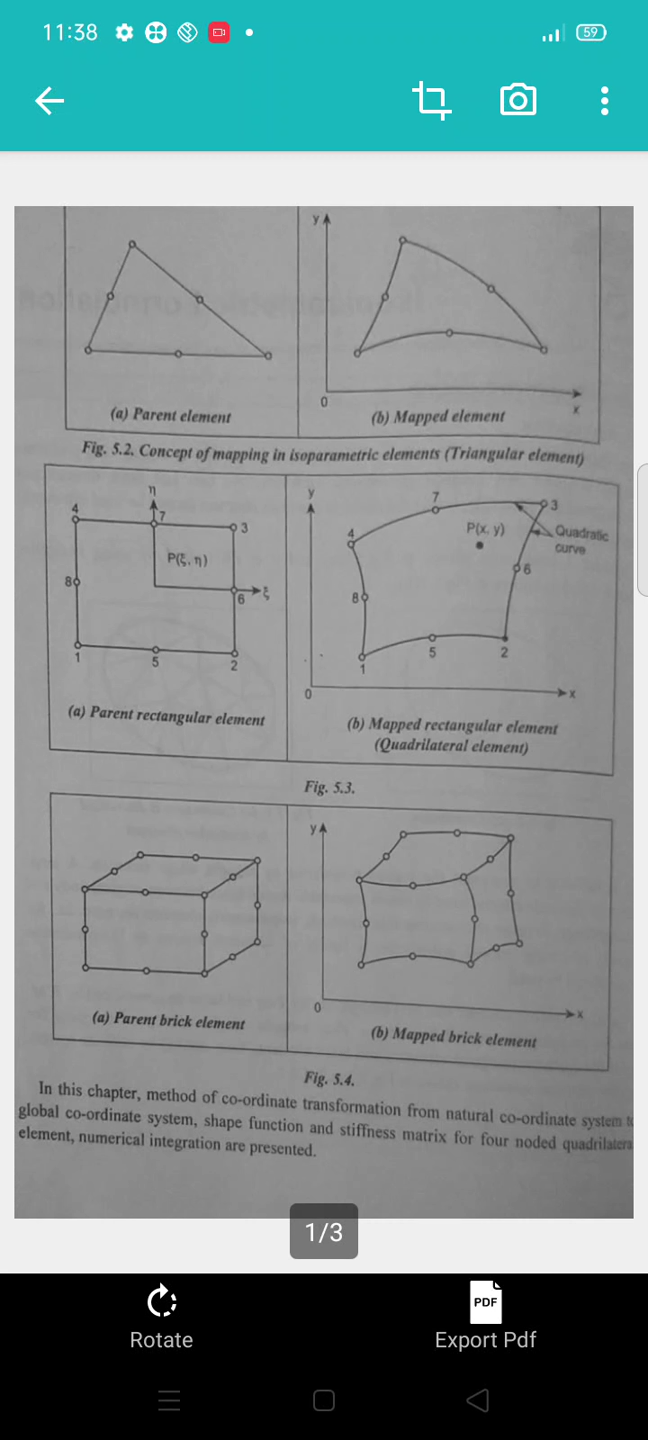 11:38
59
y
0
x
(a) Parent element
(b) Mapped element
Fig. 5.2. Concept of mapping in isoparametric elements (Triangular element)
η
4
7
3
P(ξ, η)
8
6
ξ
1
5
2
(a) Parent rectangular element
y
7
3
4
P(x, y)
Quadratic
curve
6
8
5
2
1
0
x
(b) Mapped rectangular element
(Quadrilateral element)
Fig. 5.3.
y
0
x
(a) Parent brick element
(b) Mapped brick element
Fig. 5.4.
In this chapter, method of co-ordinate transformation from natural co-ordinate system
global co-ordinate system, shape function and stiffness matrix for four noded
element, numerical integration are presented.
1/3
PDF
Rotate
Export Pdf